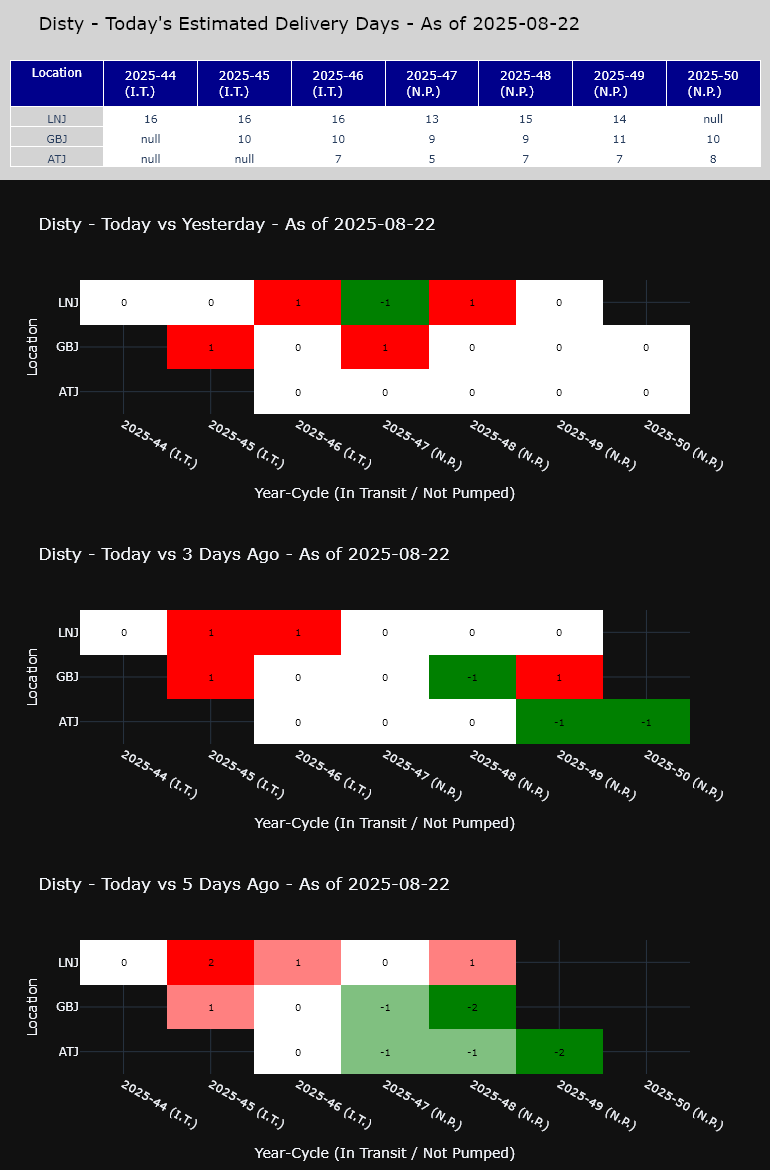 Disty - Today's Estimated Delivery Days - As of 2025-08-22
Location 2025-44 (I.T.) 2025-45 (I.T.) 2025-46 (I.T.) 2025-47 (N.P.) 2025-48 (N.P.) 2025-49 (N.P.) 2025-50 (N.P.)
LNJ 16 16 16 13 15 14 null
GBJ null 10 10 9 9 11 10
ATJ null null 7 5 7 7 8
Disty - Today vs Yesterday - As of 2025-08-22
Location
LNJ 0 0 1 -1 1 0
GBJ 1 0 1 0 0 0
ATJ 0 0 0 0 0
2025-44 (I.T.) 2025-45 (I.T.) 2025-46 (I.T.) 2025-47 (N.P.) 2025-48 (N.P.) 2025-49 (N.P.) 2025-50 (N.P.)
Year-Cycle (In Transit / Not Pumped)
Disty - Today vs 3 Days Ago - As of 2025-08-22
Location
LNJ 0 1 1 0 0 0
GBJ 1 0 0 -1 1
ATJ 0 0 0 -1 -1
2025-44 (I.T.) 2025-45 (I.T.) 2025-46 (I.T.) 2025-47 (N.P.) 2025-48 (N.P.) 2025-49 (N.P.) 2025-50 (N.P.)
Year-Cycle (In Transit / Not Pumped)
Disty - Today vs 5 Days Ago - As of 2025-08-22
Location
LNJ 0 2 1 0 1
GBJ 1 0 -1 -2
ATJ 0 -1 -1 -2
2025-44 (I.T.) 2025-45 (I.T.) 2025-46 (I.T.) 2025-47 (N.P.) 2025-48 (N.P.) 2025-49 (N.P.) 2025-50 (N.P.)
Year-Cycle (In Transit / Not Pumped)